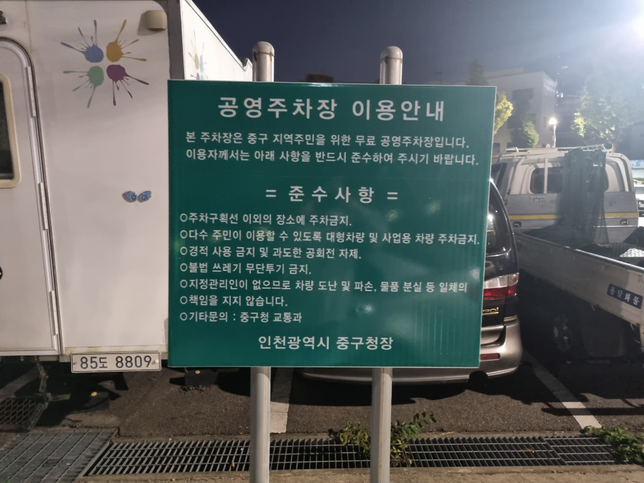 공영주차장 이용안내
본 주차장은 중구 지역주민을 위한 무료 공영주차장입니다.
이용자께서는 아래 사항을 반드시 준수하여 주시기 바랍니다.
= 준수사항 =
○주차구획선 이외의 장소에 주차금지.
○다수 주민이 이용할 수 있도록 대형차량 및 사업용 차량 주차금지.
○경적 사용 금지 및 과도한 공회전 자제.
○불법 쓰레기 무단투기 금지.
○지정관리인이 없으므로 차량 도난 및 파손, 물품 분실 등 일체의
○책임을 지지 않습니다.
○기타문의 : 중구청 교통과
인천광역시 중구청장
85도 8809